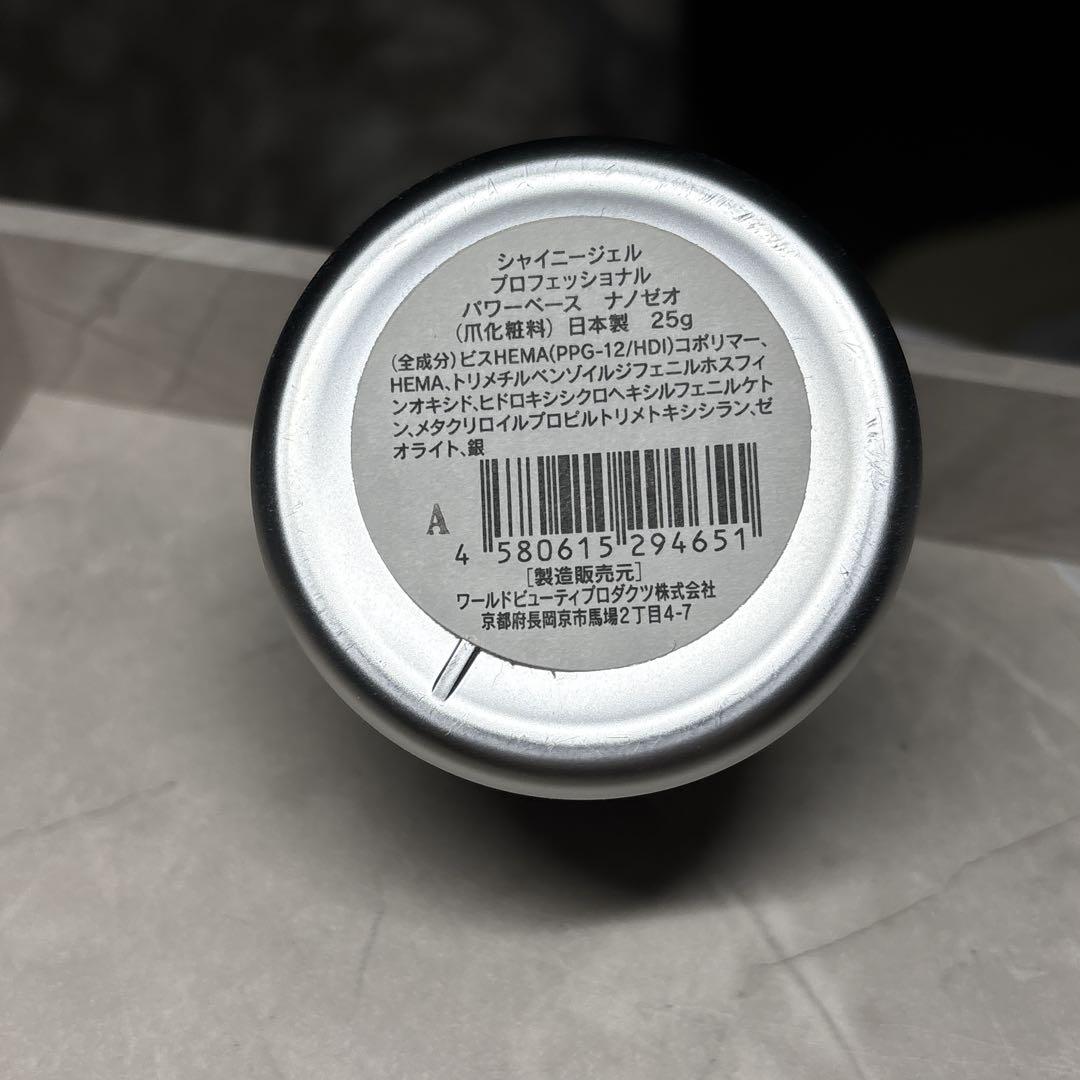 シャイニージェル
プロフェッショナル
パワーベース ナノゼオ
(爪化粧料) 日本製 25g
(全成分)ビスHEMA(PPG-12/HDI)コポリマー、
HEMA、トリメチルベンゾイルジフェニルホスフィ
ンオキシド、ヒドロキシシクロヘキシルフェニルケト
ン、メタクリロイルプロピルトリメトキシシラン、ゼ
オライト、銀
A
4 580615 294651
[製造販売元]
ワールドビューティプロダクツ株式会社
京都府長岡京市馬場2丁目4-7